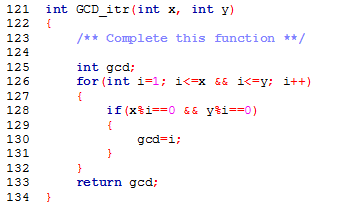 121 int GCD_itr(int x, int y)
122 {
123     /** Complete this function **/
124
125     int gcd;
126     for(int i=1; i<=x && i<=y; i++)
127     {
128         if(x%i==0 && y%i==0)
129         {
130             gcd=i;
131         }
132     }
133     return gcd;
134 }